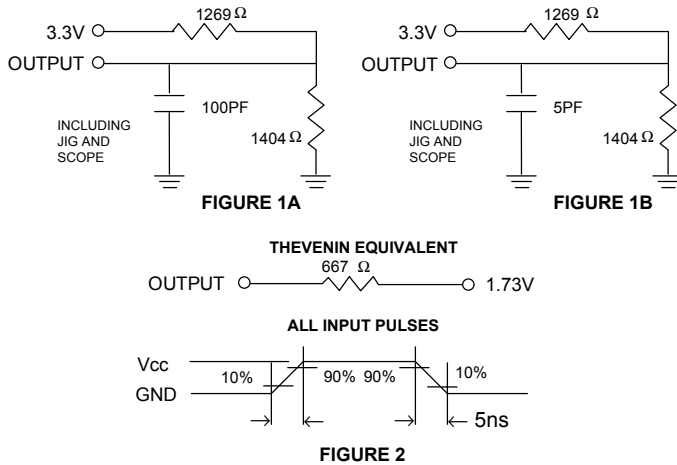 1269 Ω
3.3V
OUTPUT
100PF
INCLUDING
JIG AND
SCOPE
1404 Ω
FIGURE 1A
1269 Ω
3.3V
OUTPUT
5PF
INCLUDING
JIG AND
SCOPE
1404 Ω
FIGURE 1B
THEVENIN EQUIVALENT
667 Ω
OUTPUT 1.73V
ALL INPUT PULSES
Vcc
GND
10% 90% 90% 10%
5ns
FIGURE 2